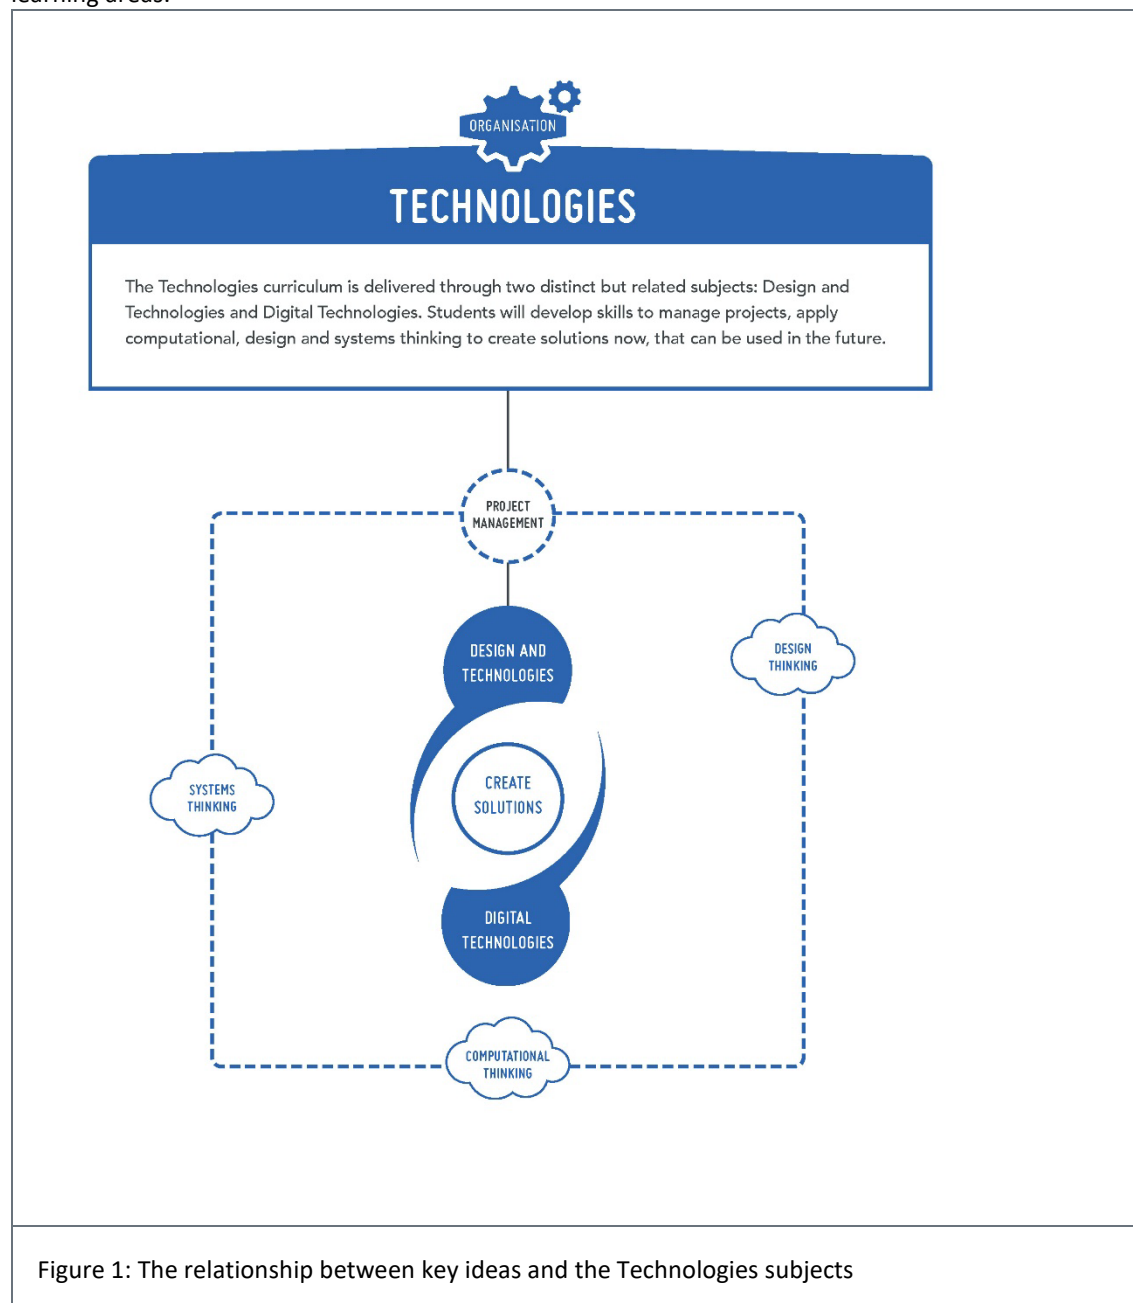 learning areas.
ORGANISATION
TECHNOLOGIES
The Technologies curriculum is delivered through two distinct but related subjects: Design and
Technologies and Digital Technologies. Students will develop skills to manage projects, apply
computational, design and systems thinking to create solutions now, that can be used in the future.
PROJECT
MANAGEMENT
DESIGN AND
TECHNOLOGIES
DESIGN
THINKING
CREATE
SOLUTIONS
SYSTEMS
THINKING
DIGITAL
TECHNOLOGIES
COMPUTATIONAL
THINKING
Figure 1: The relationship between key ideas and the Technologies subjects